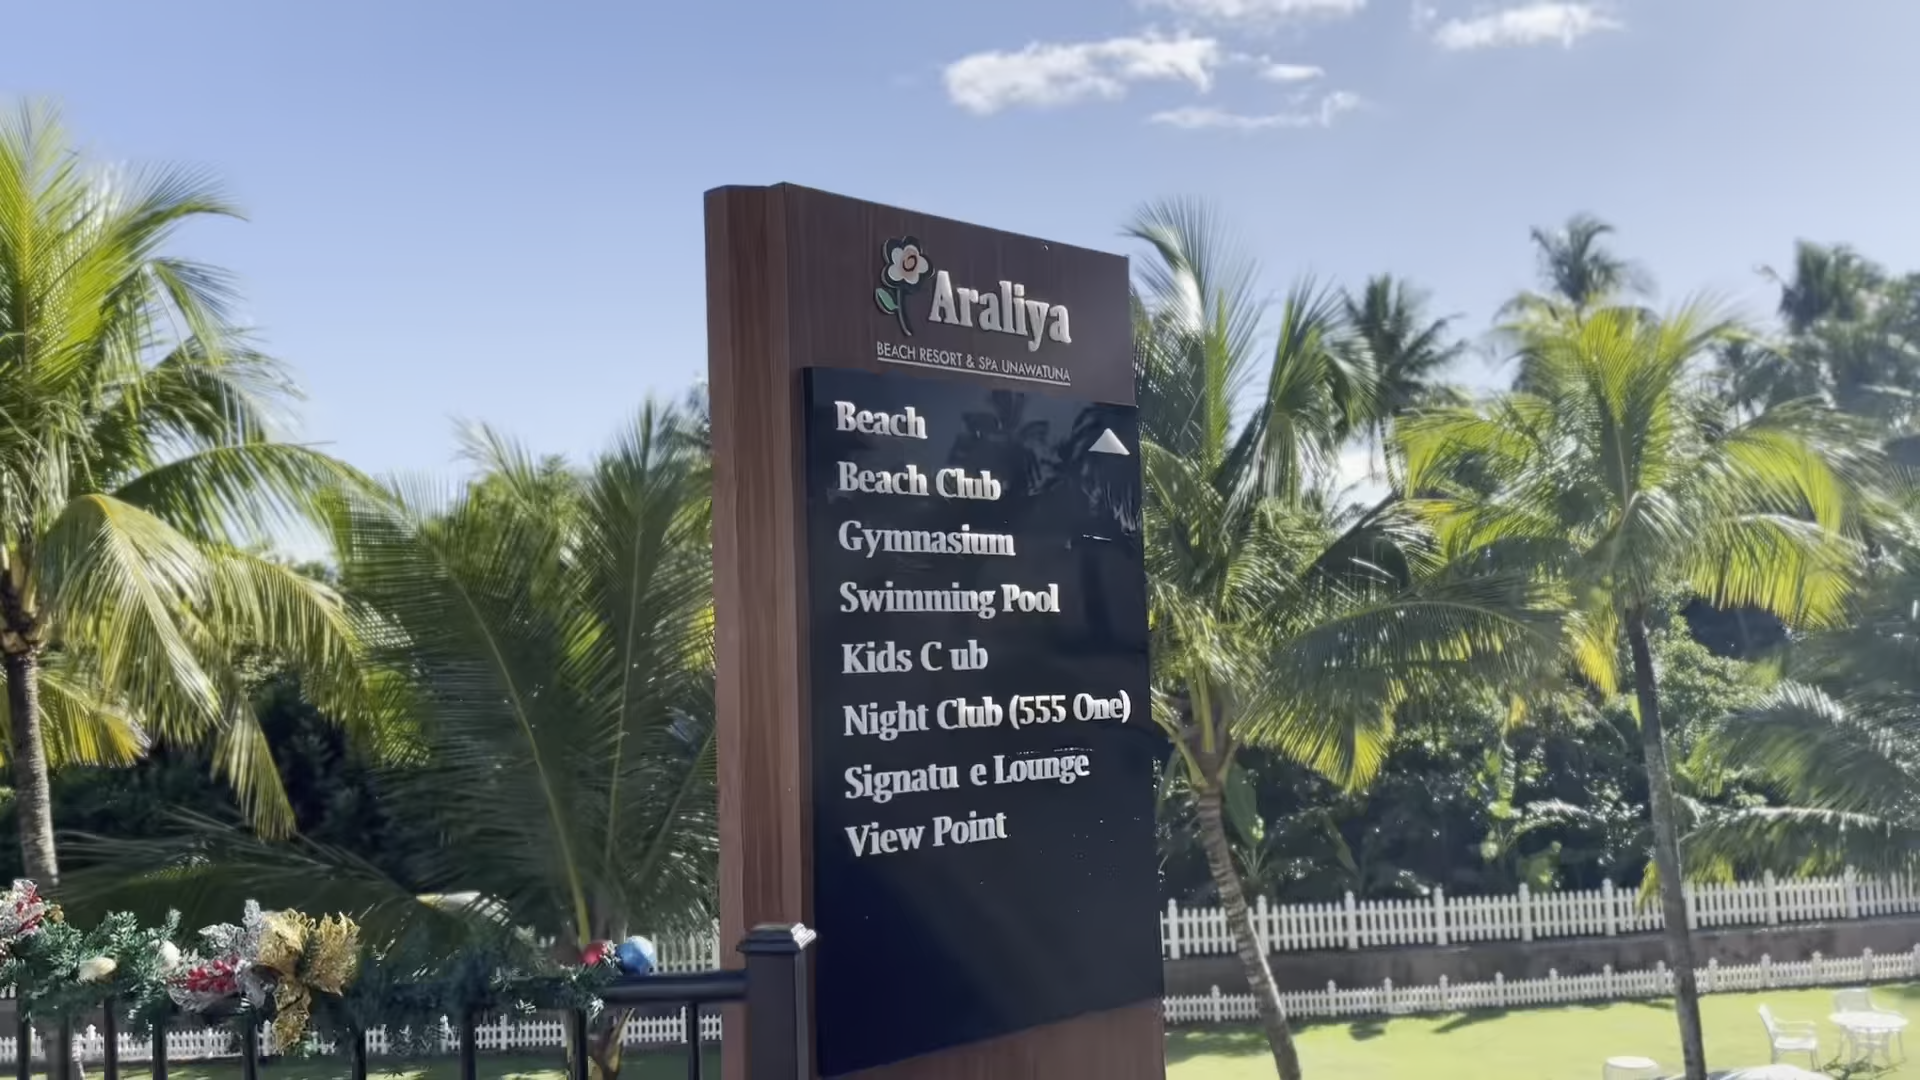 Araliya
BEACH RESORT & SPA UNAWATUNA
Beach
Beach Club
Gymnasium
Swimming Pool
Kids C ub
Night Club (555 One)
Signatu e Lounge
View Point